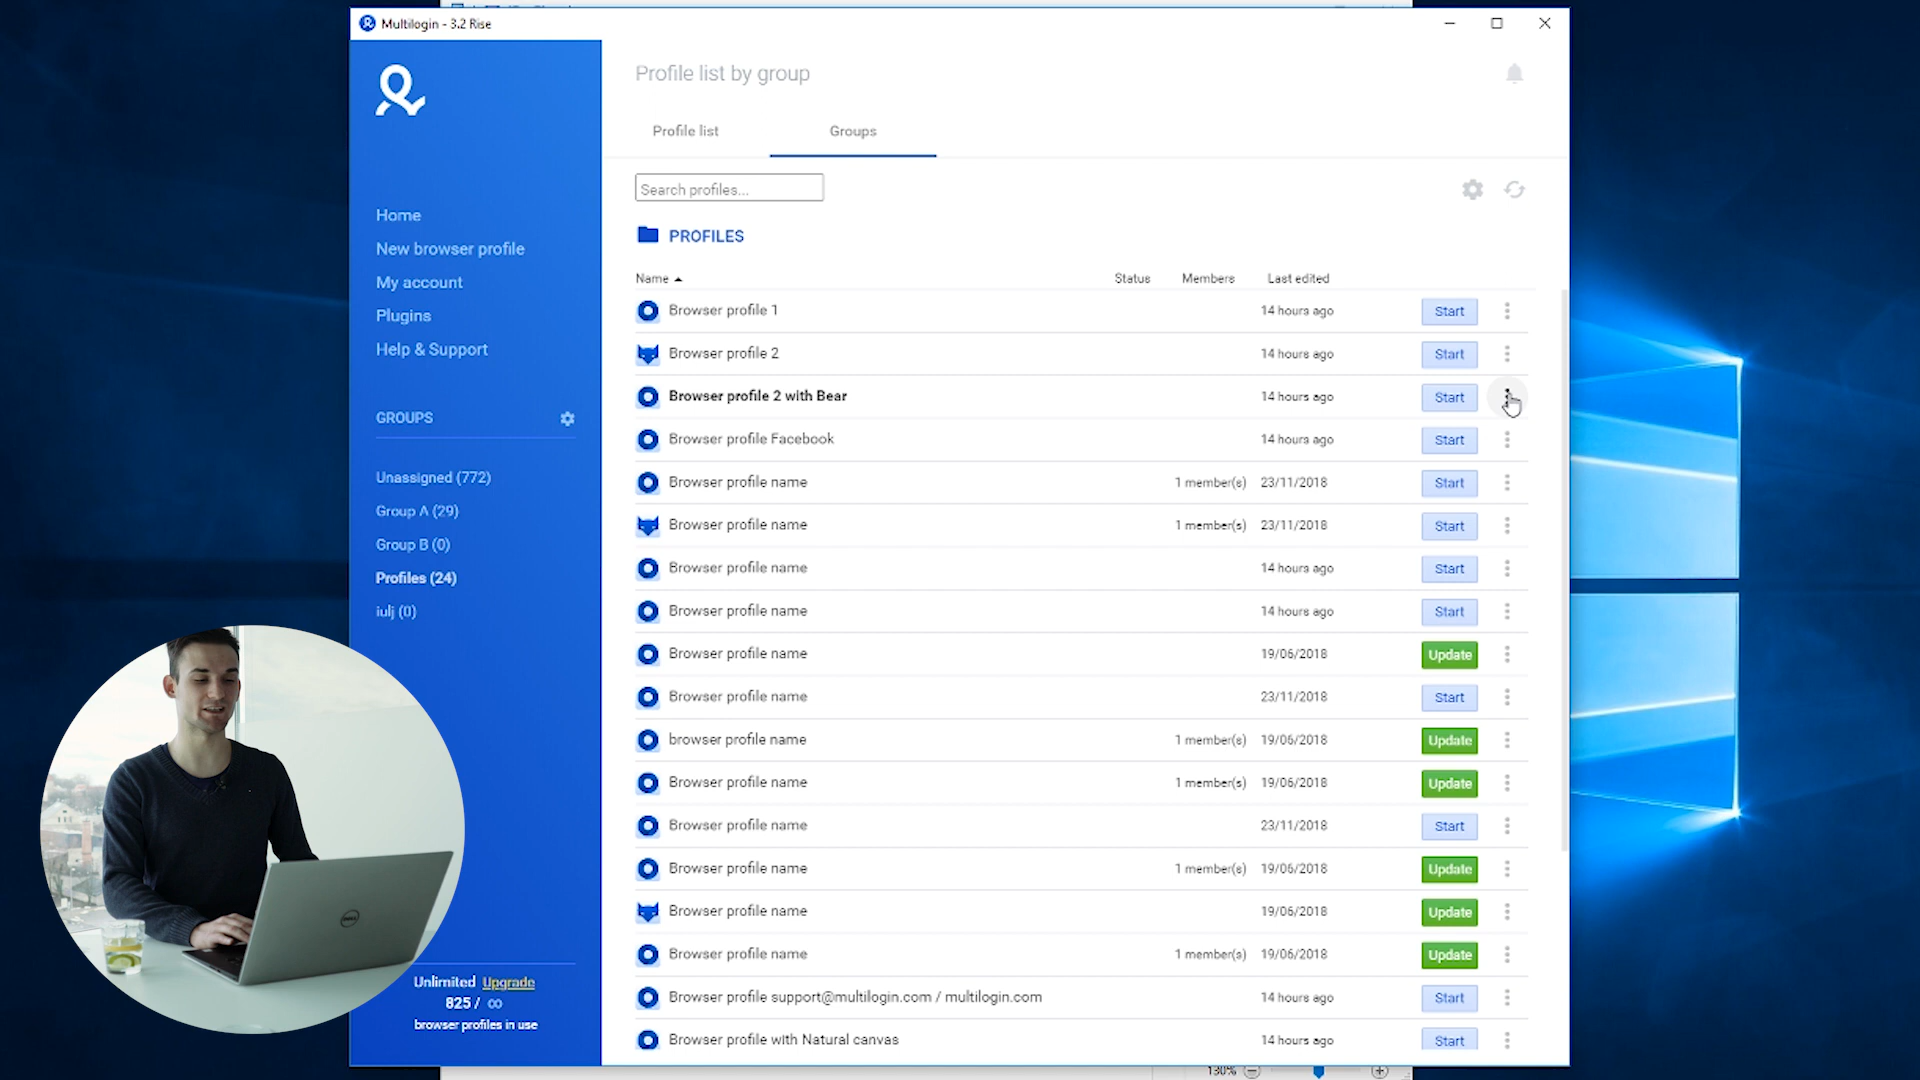 Multilogin - 3.2 Rise
Profile list by group
Profile list
Groups
Search profiles...
Home
New browser profile
My account
Plugins
Help & Support
GROUPS
Unassigned (772)
Group A (29)
Group B (0)
Profiles (24)
iulj (0)
Unlimited Upgrade
825 / ∞
browser profiles in use
PROFILES
Name Status Members Last edited
Browser profile 1 14 hours ago Start
Browser profile 2 14 hours ago Start
Browser profile 2 with Bear 14 hours ago Start
Browser profile Facebook 14 hours ago Start
Browser profile name 1 member(s) 23/11/2018 Start
Browser profile name 1 member(s) 23/11/2018 Start
Browser profile name 14 hours ago Start
Browser profile name 14 hours ago Start
Browser profile name 19/06/2018 Update
Browser profile name 23/11/2018 Start
browser profile name 1 member(s) 19/06/2018 Update
Browser profile name 1 member(s) 19/06/2018 Update
Browser profile name 23/11/2018 Start
Browser profile name 1 member(s) 19/06/2018 Update
Browser profile name 19/06/2018 Update
Browser profile name 1 member(s) 19/06/2018 Update
Browser profile support@multilogin.com / multilogin.com 14 hours ago Start
Browser profile with Natural canvas 14 hours ago Start
DELL
130%